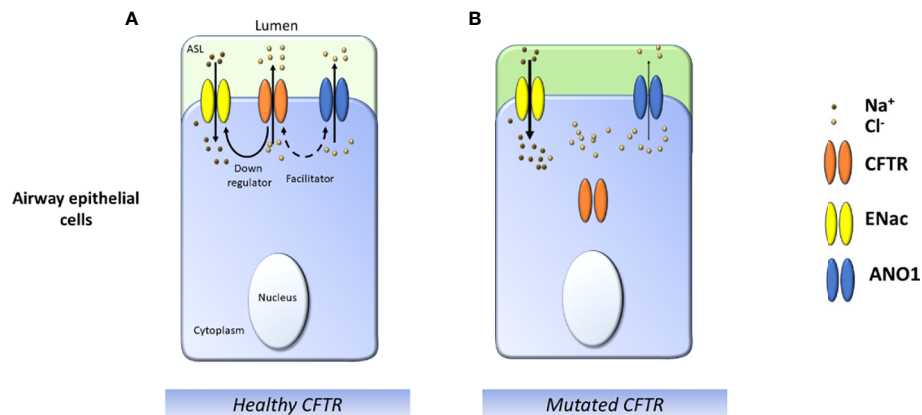 A
B
Lumen
ASL
Down
regulator
Facilitator
Airway epithelial
cells
Nucleus
Cytoplasm
Healthy CFTR
Mutated CFTR
Na⁺
Cl⁻
CFTR
ENac
ANO1